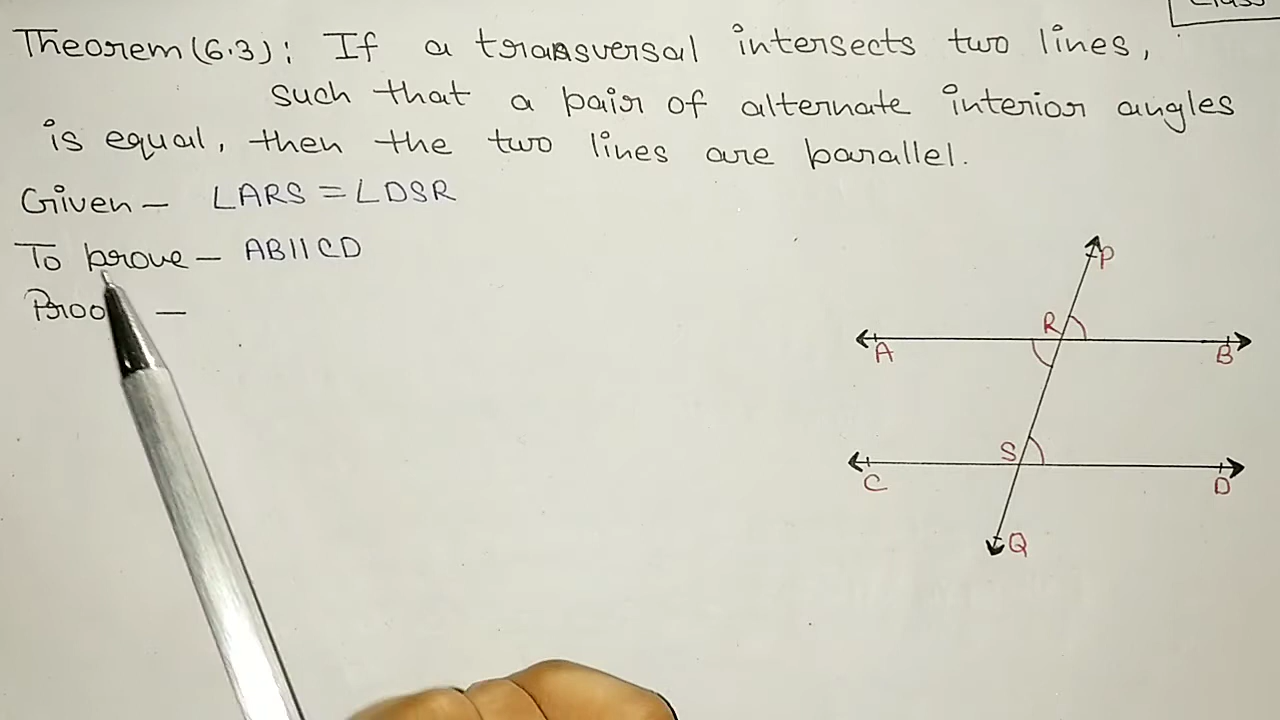 Theorem (6.3): If a transversal intersects two lines,
such that a pair of alternate interior angles
is equal, then the two lines are parallel.
Given - ∠ARS = ∠DSR
To prove - AB || CD
-
P
R
A
B
S
C
D
Q